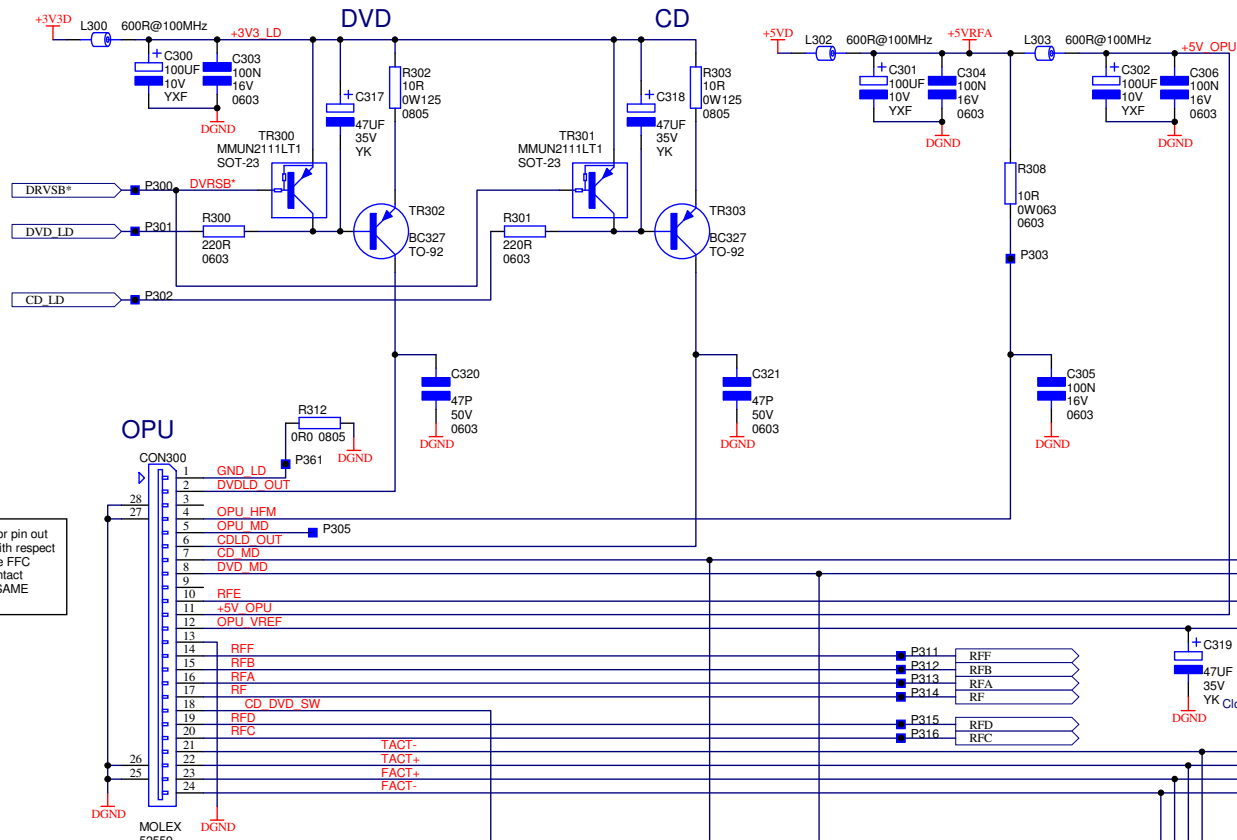 DVD
CD
+3V3D
L300
600R@100MHz
+3V3_LD
C300
100UF
10V
YXF
C303
100N
16V
0603
DGND
C317
47UF
35V
YK
R302
10R
0W125
0805
TR300
MMUN2111LT1
SOT-23
C318
47UF
35V
YK
R303
10R
0W125
0805
TR301
MMUN2111LT1
SOT-23
+5VD
L302
600R@100MHz
+5VRFA
L303
600R@100MHz
+5V_OPU
C301
100UF
10V
YXF
C304
100N
16V
0603
DGND
C302
100UF
10V
YXF
C306
100N
16V
0603
DGND
R308
10R
0W063
0603
P303
DRVSB*
P300
DVRSB*
DVD_LD
P301
R300
220R
0603
TR302
BC327
TO-92
R301
220R
0603
TR303
BC327
TO-92
CD_LD
P302
C320
47P
50V
0603
DGND
C321
47P
50V
0603
DGND
C305
100N
16V
0603
DGND
OPU
R312
0R0 0805
DGND
P361
CON300
1 GND_LD
2 DVDLD_OUT
28
3
27
4 OPU_HFM
5 OPU_MD
P305
6 CDLD_OUT
7 CD_MD
8 DVD_MD
9
10 RFE
11 +5V_OPU
12 OPU_VREF
13
14 RFF
P311
RFF
15 RFB
P312
RFB
16 RFA
P313
RFA
17 RF
P314
RF
18 CD_DVD_SW
19 RFD
P315
RFD
20 RFC
P316
RFC
21 TACT-
26
22 TACT+
25
23 FACT+
24 FACT-
DGND
DGND
MOLEX
or pin out
ith respect
e FFC
ntact
SAME
C319
47UF
35V
YK
DGND
Clo